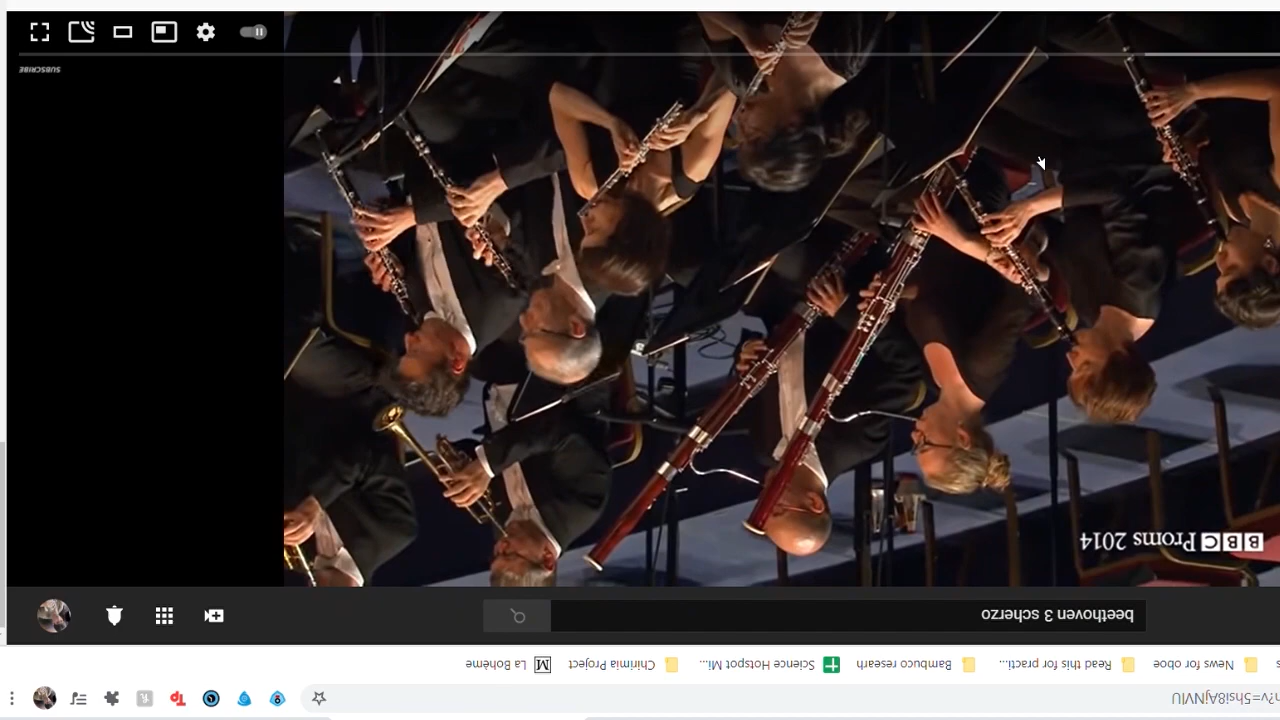 ?v=5hsi8AjNVlU
News for oboe Read this for practi... Bambuco researh Science Hotspot Mi... Chirimia Project M La Bohème
beethoven 3 scherzo
BBC Proms 2014
SUBSCRIBE